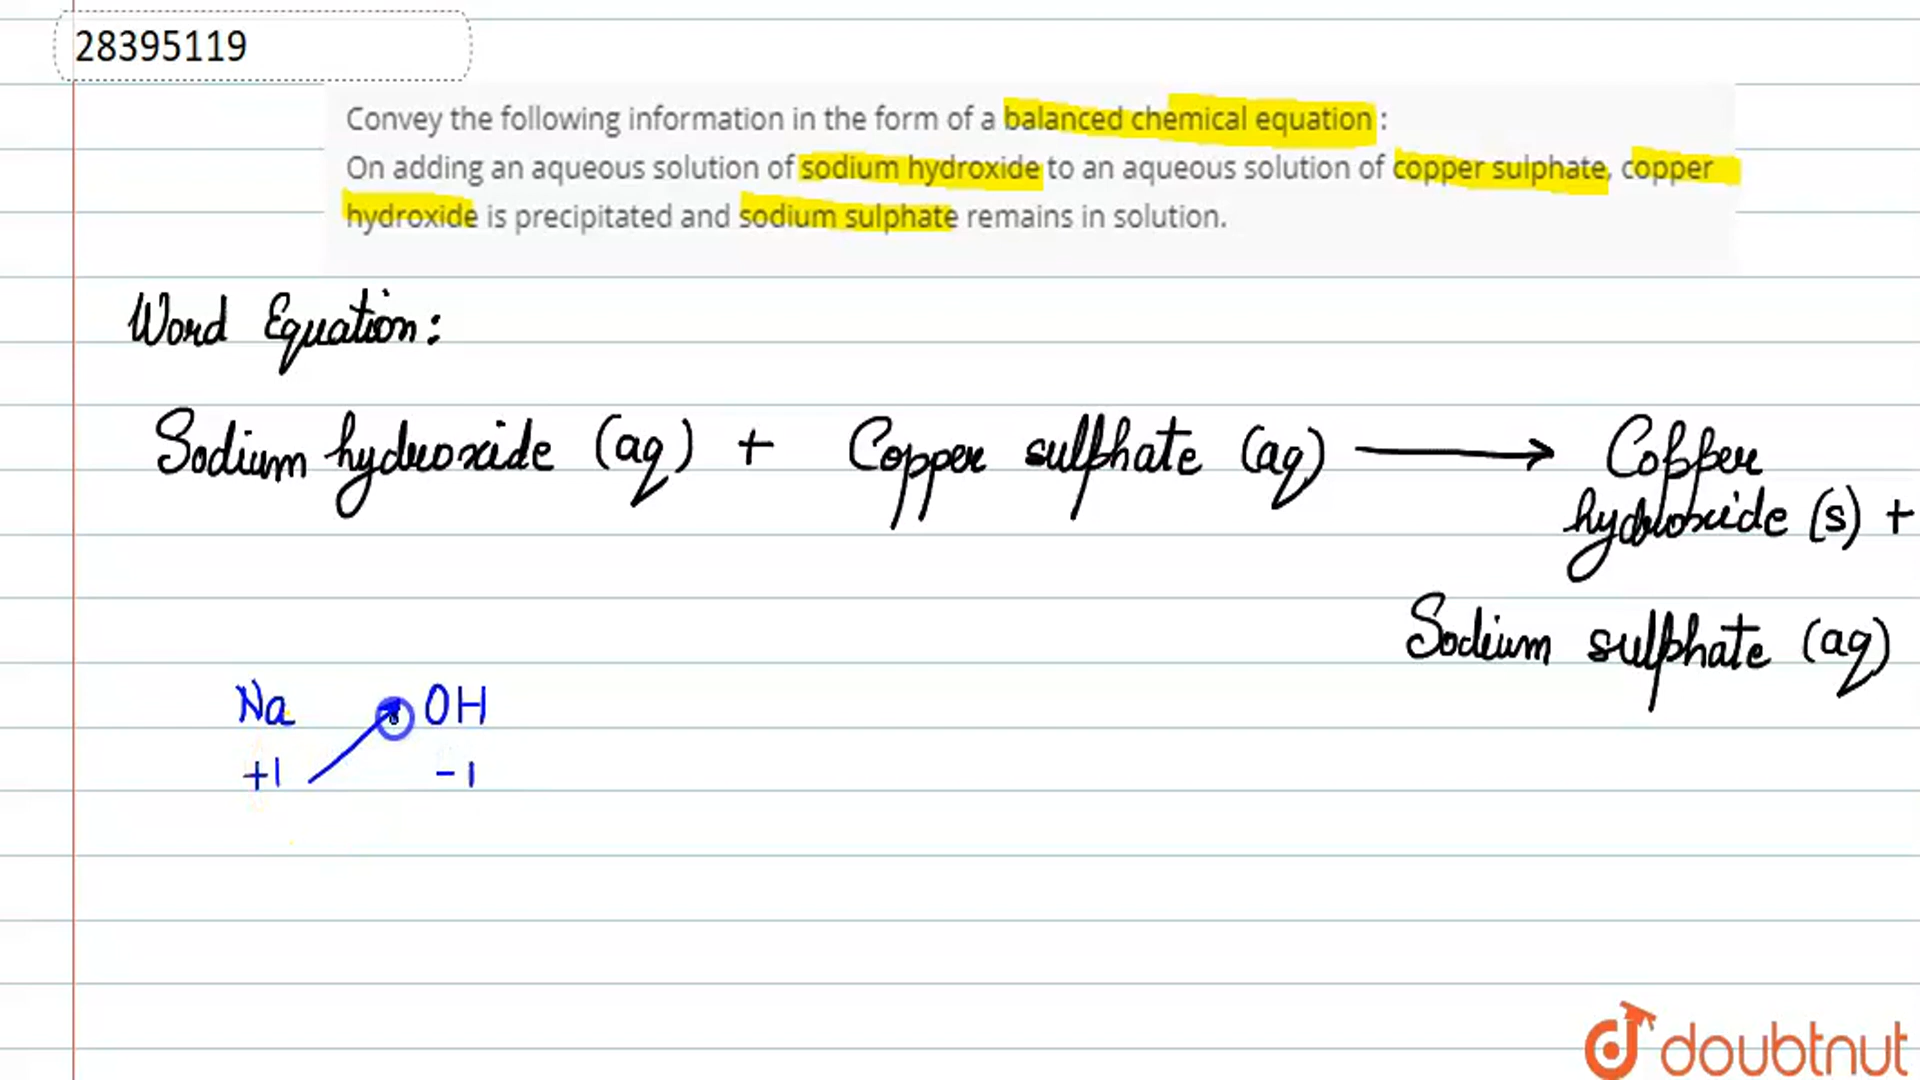 28395119
Convey the following information in the form of a balanced chemical equation :
On adding an aqueous solution of sodium hydroxide to an aqueous solution of copper sulphate, copper
hydroxide is precipitated and sodium sulphate remains in solution.
Word Equation:
Sodium hydroxide (aq) + Copper sulphate (aq) ⟶ Copper
hydroxide (s) +
Sodium sulphate (aq)
Na OH
+1 -1
doubtnut